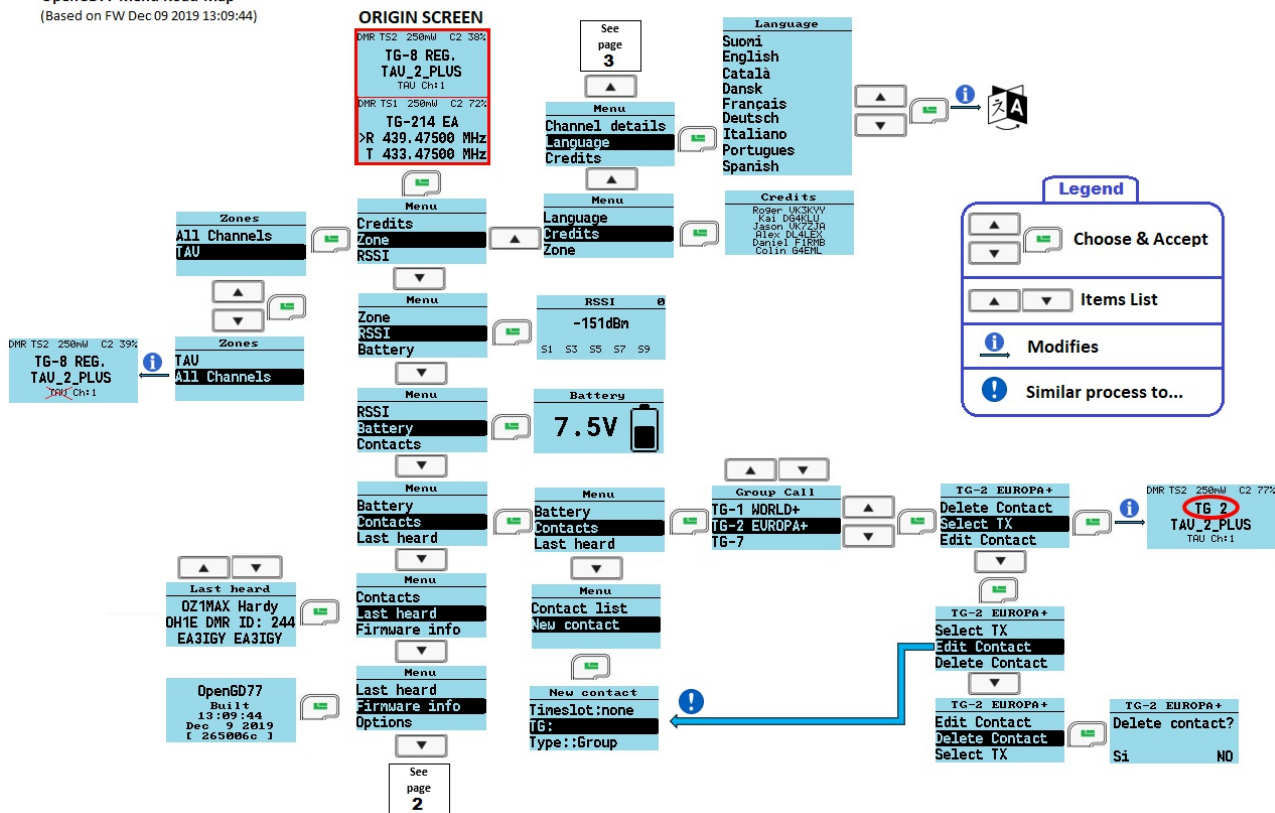 (Based on FW Dec 09 2019 13:09:44)
ORIGIN SCREEN
DMR TS2 250mW C2 38%
TG-8 REG.
TAU_2_PLUS
TAU Ch:1
DMR TS1 250mW C2 72%
TG-214 EA
>R 439.47500 MHz
T 433.47500 MHz
See
page
3
Menu
Channel details
Language
Credits
Language
Suomi
English
Català
Dansk
Français
Deutsch
Italiano
Portugues
Spanish
Menu
Language
Credits
Zone
Credits
Roger VK3KYY
Kai DG4KLU
Jason VK7ZJA
Alex DL4LEX
Daniel F1RMB
Colin G4EML
Legend
Choose & Accept
Items List
Modifies
Similar process to...
Zones
All Channels
TAU
Menu
Credits
Zone
RSSI
Zones
TAU
All Channels
DMR TS2 250mW C2 39%
TG-8 REG.
TAU_2_PLUS
TAU Ch:1
Menu
Zone
RSSI
Battery
RSSI 0
-151dBm
S1 S3 S5 S7 S9
Menu
RSSI
Battery
Contacts
Battery
7.5V
Menu
Battery
Contacts
Last heard
Menu
Battery
Contacts
Last heard
Group Call
TG-1 WORLD+
TG-2 EUROPA+
TG-7
TG-2 EUROPA+
Delete Contact
Select TX
Edit Contact
DMR TS2 250mW C2 77%
TG 2
TAU_2_PLUS
TAU Ch:1
Last heard
OZ1MAX Hardy
OH1E DMR ID: 244
EA3IGY EA3IGY
Menu
Contacts
Last heard
Firmware info
Menu
Contact list
New contact
TG-2 EUROPA+
Select TX
Edit Contact
Delete Contact
OpenGD77
Built
13:09:44
Dec 9 2019
[ 265006c ]
Menu
Last heard
Firmware info
Options
New contact
Timeslot:none
TG:
Type::Group
TG-2 EUROPA+
Edit Contact
Delete Contact
Select TX
TG-2 EUROPA+
Delete contact?
Si NO
See
page
2